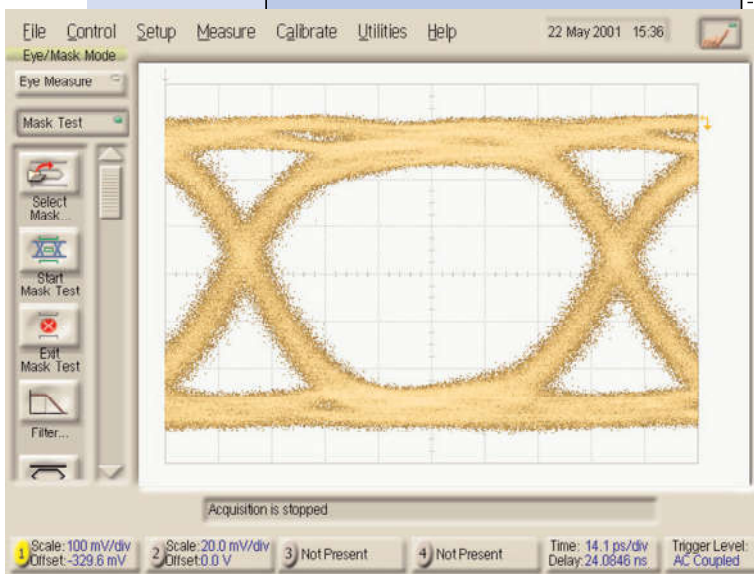 File Control Setup Measure Calibrate Utilities Help 22 May 2001 15:36
Eye/Mask Mode
Eye Measure
Mask Test
Select
Mask...
Start
Mask Test
Exit
Mask Test
Filter...
Acquisition is stopped
1 Scale:100 mV/div
Offset:-329.6 mV
2 Scale:20.0 mV/div
Offset:0.0 V
3 Not Present
4 Not Present
Time: 14.1 ps/div
Delay:24.0846 ns
Trigger Level:
AC Coupled